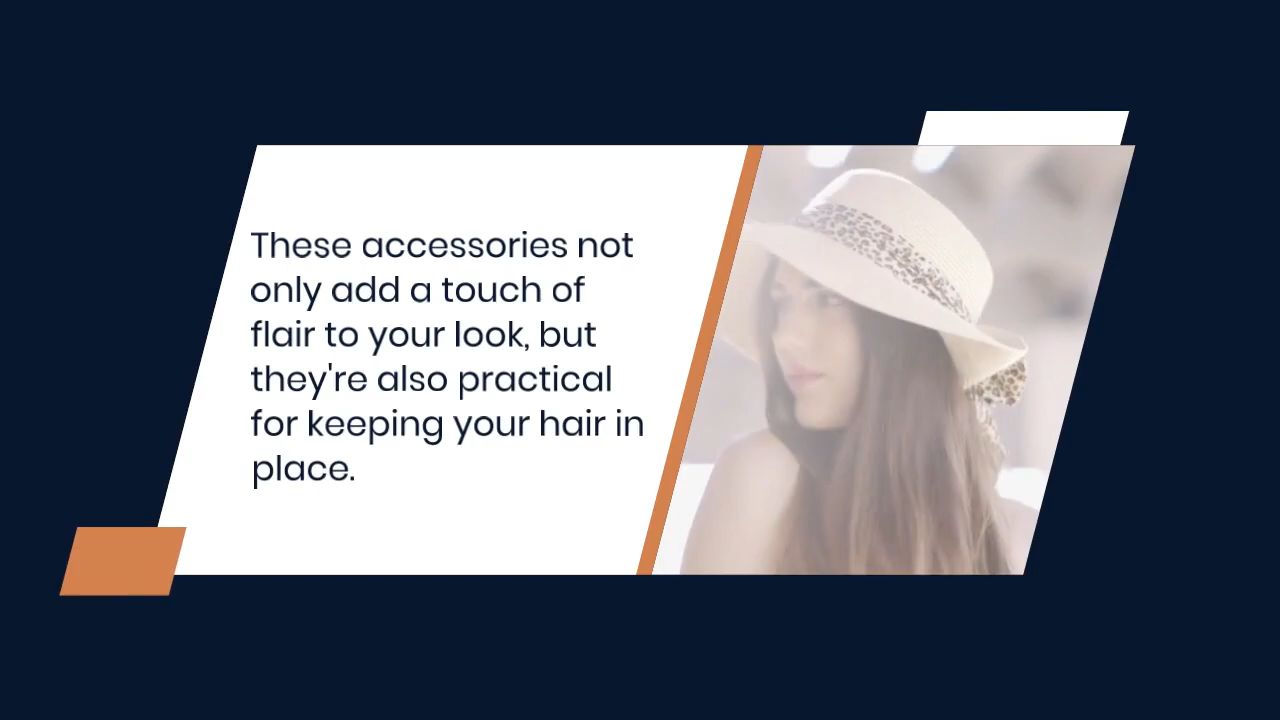 These accessories not
only add a touch of
flair to your look, but
they're also practical
for keeping your hair in
place.